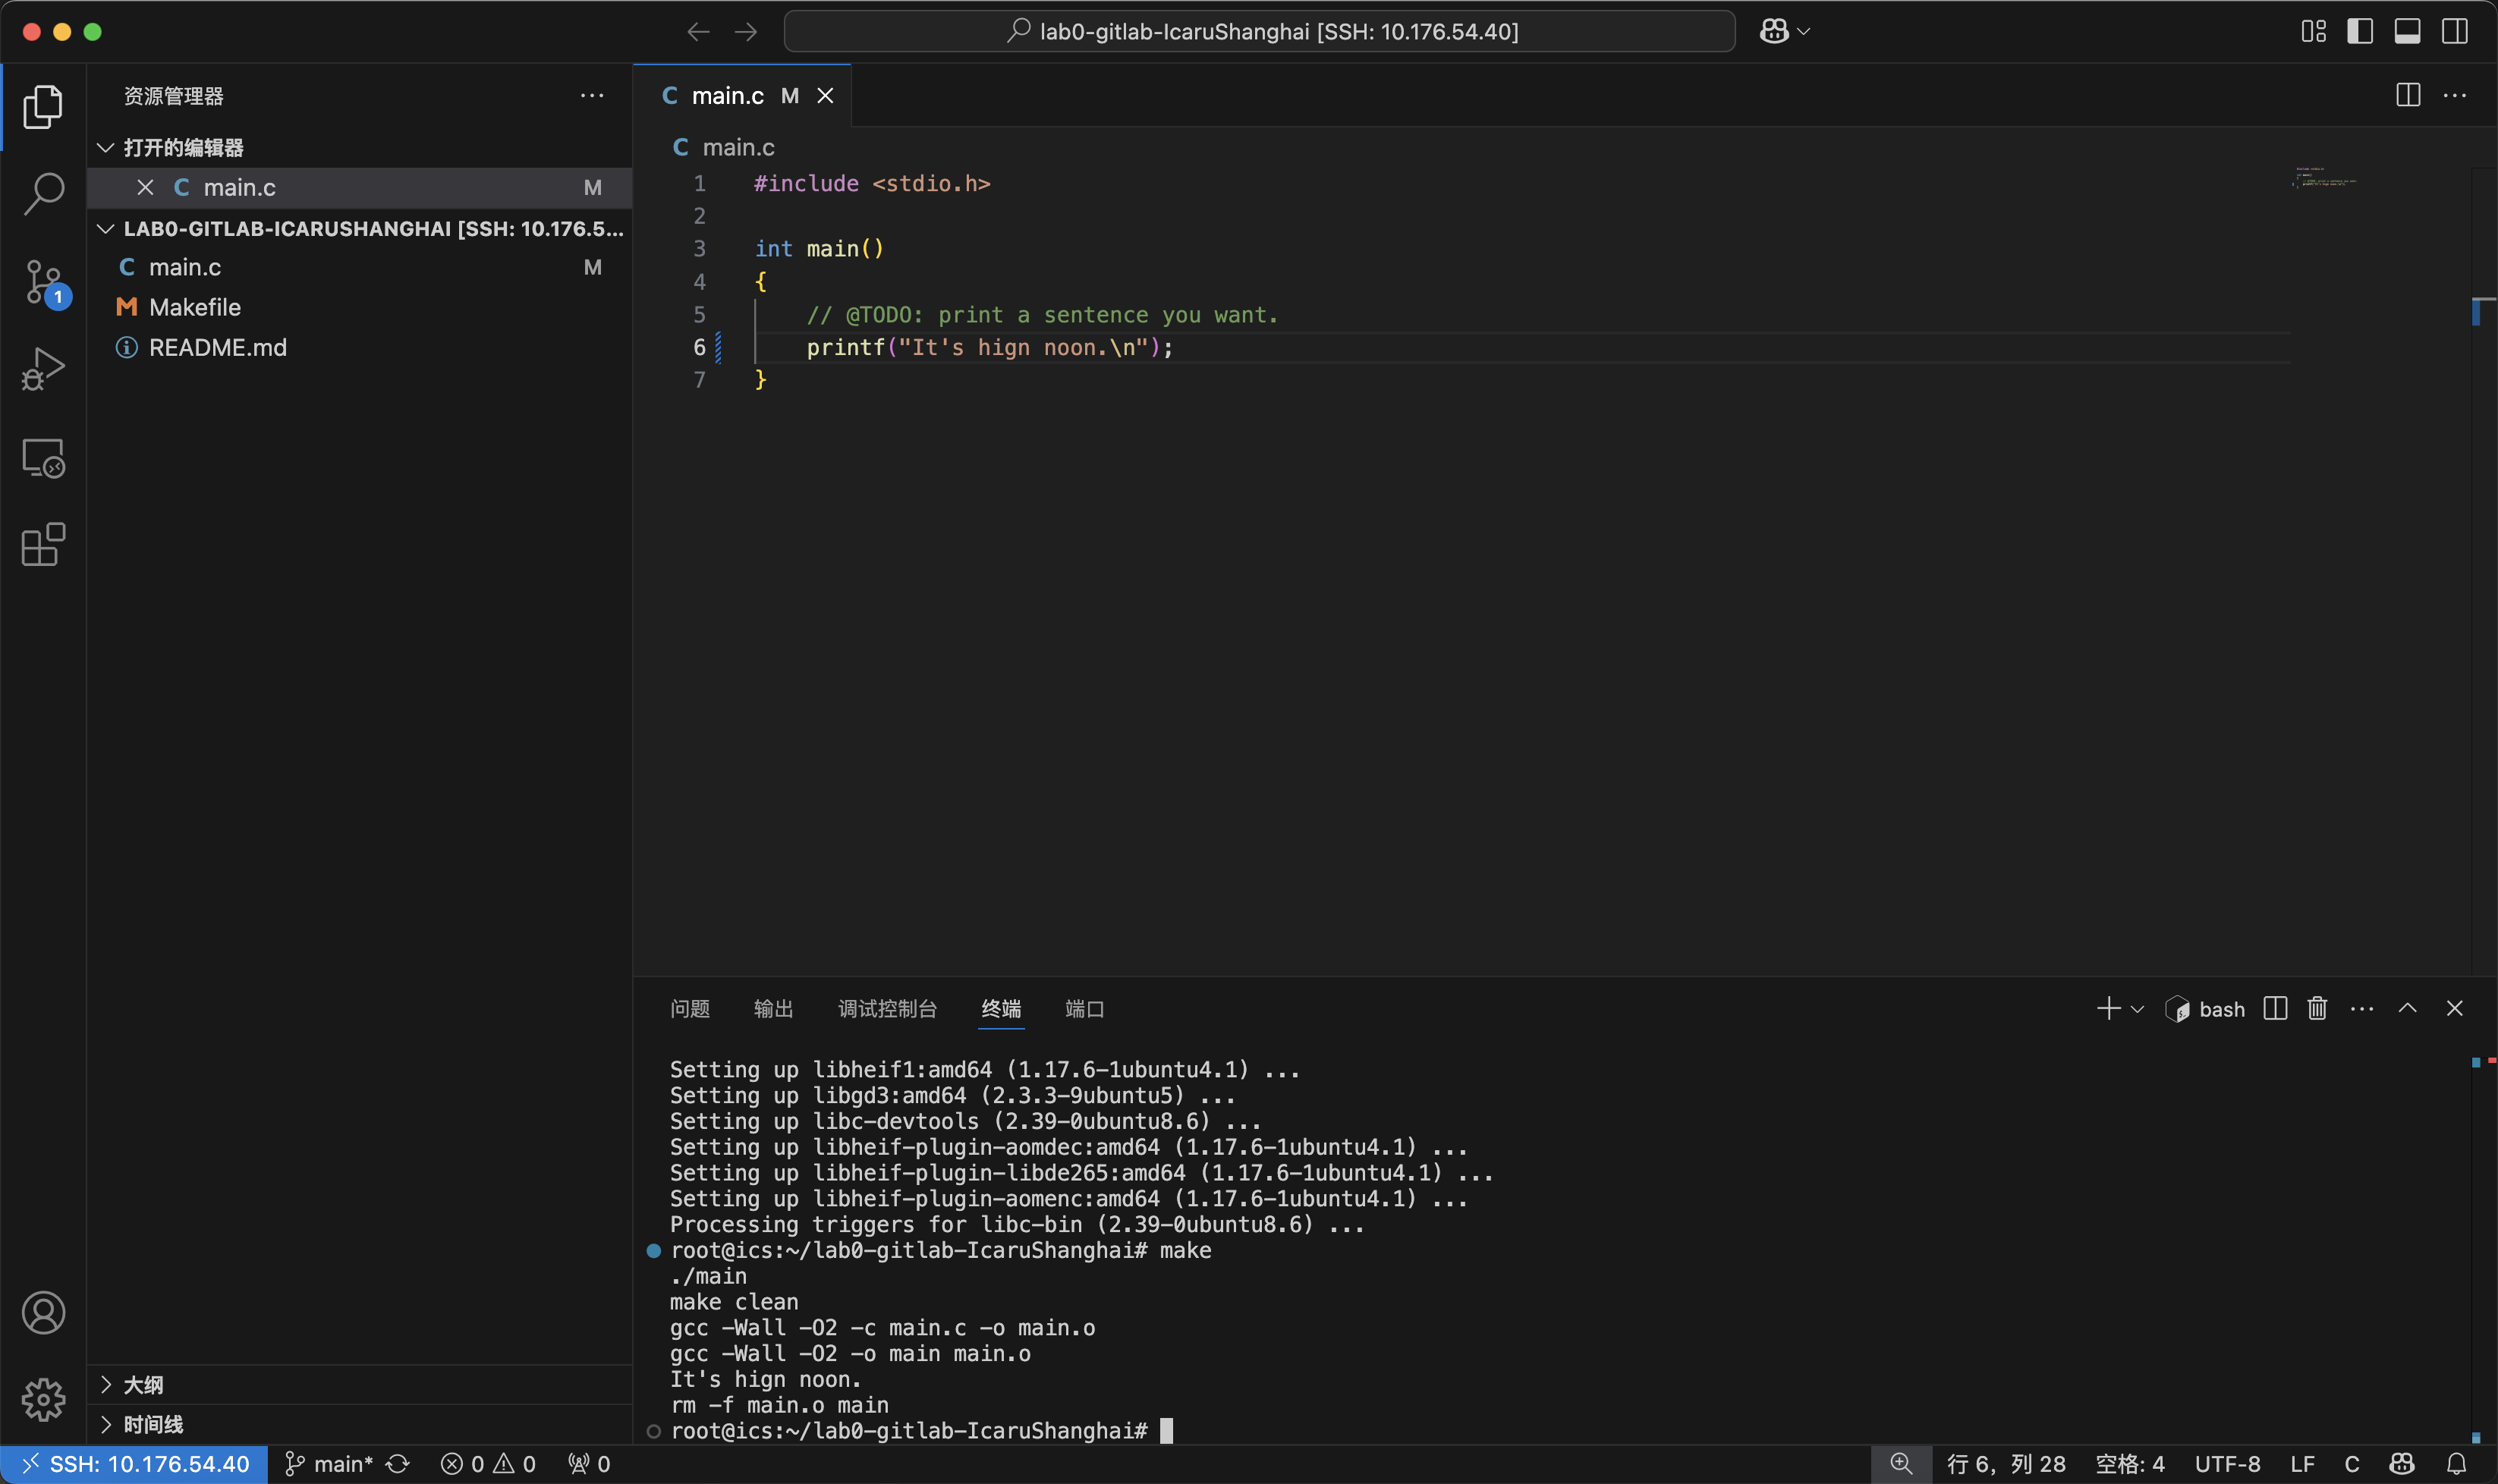 lab0-gitlab-IcaruShanghai [SSH: 10.176.54.40]
资源管理器
打开的编辑器
main.c M
LAB0-GITLAB-ICARUSHANGHAI [SSH: 10.176.5...
main.c M
Makefile
README.md
大纲
时间线
1
main.c M
main.c
1 #include <stdio.h>
2
3 int main()
4 {
5 // @TODO: print a sentence you want.
6 printf("It's hign noon.\n");
7 }
问题 输出 调试控制台 终端 端口 bash
Setting up libheif1:amd64 (1.17.6-1ubuntu4.1) ...
Setting up libgd3:amd64 (2.3.3-9ubuntu5) ...
Setting up libc-devtools (2.39-0ubuntu8.6) ...
Setting up libheif-plugin-aomdec:amd64 (1.17.6-1ubuntu4.1) ...
Setting up libheif-plugin-libde265:amd64 (1.17.6-1ubuntu4.1) ...
Setting up libheif-plugin-aomenc:amd64 (1.17.6-1ubuntu4.1) ...
Processing triggers for libc-bin (2.39-0ubuntu8.6) ...
root@ics:~/lab0-gitlab-IcaruShanghai# make
./main
make clean
gcc -Wall -O2 -c main.c -o main.o
gcc -Wall -O2 -o main main.o
It's hign noon.
rm -f main.o main
root@ics:~/lab0-gitlab-IcaruShanghai#
SSH: 10.176.54.40 main* 0 0 0 行 6, 列 28 空格: 4 UTF-8 LF C